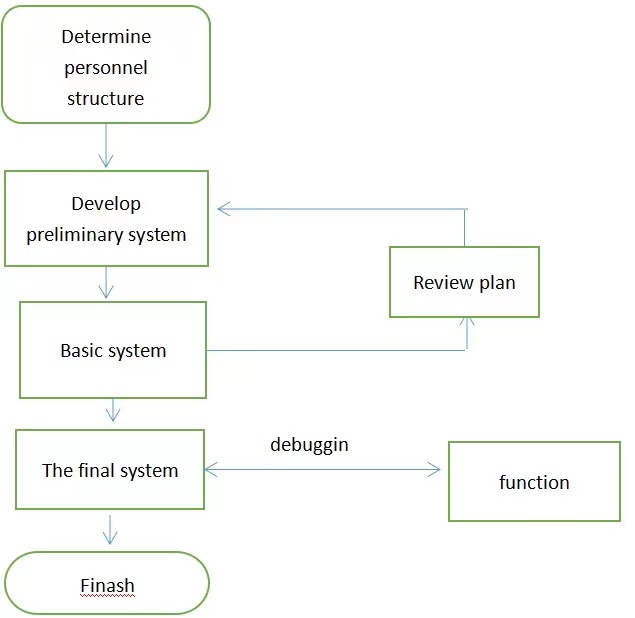 Determine
personnel
structure
Develop
preliminary system
Review plan
Basic system
debuggin
The final system
function
Finash